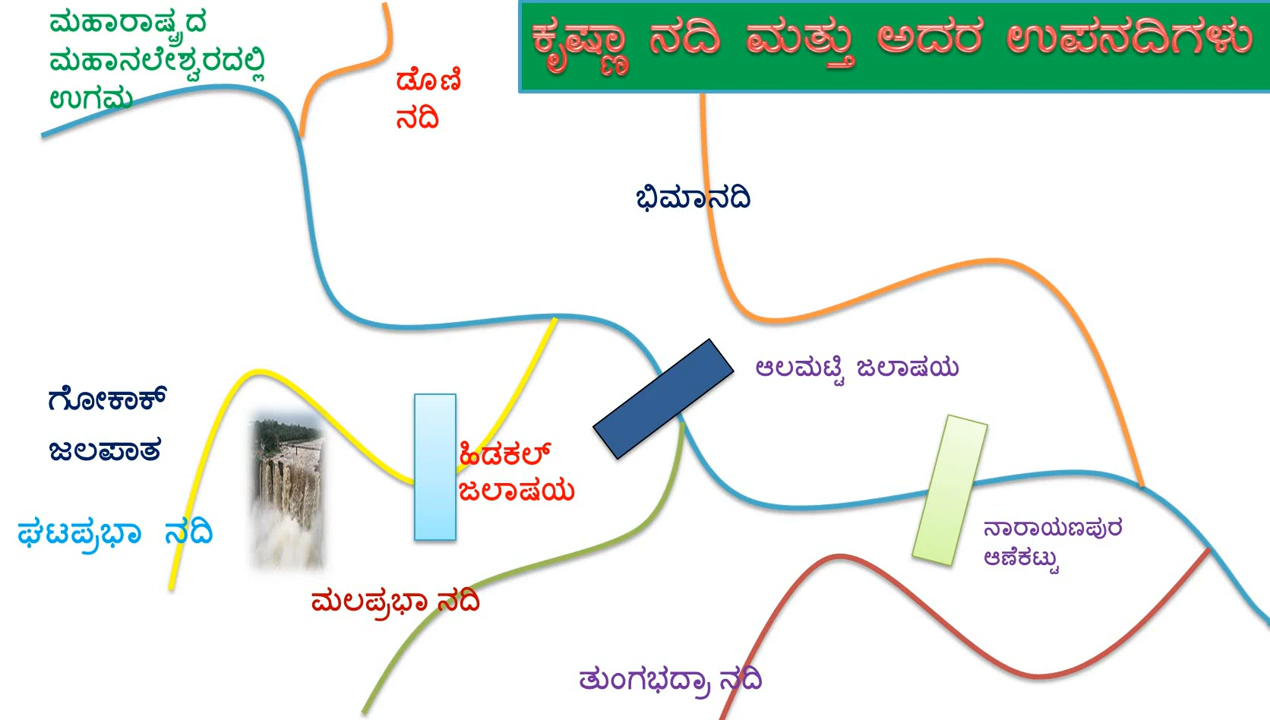 ಕೃಷ್ಣಾ ನದಿ ಮತ್ತು ಅದರ ಉಪನದಿಗಳು
ಮಹಾರಾಷ್ಟ್ರದ
ಮಹಾನಲೇಶ್ವರದಲ್ಲಿ
ಉಗಮ
ಡೊಣಿ
ನದಿ
ಭಿಮಾನದಿ
ಆಲಮಟ್ಟಿ ಜಲಾಷಯ
ಗೋಕಾಕ್
ಜಲಪಾತ
ಹಿಡಕಲ್
ಜಲಾಷಯ
ಘಟಪ್ರಭಾ ನದಿ
ನಾರಾಯಣಪುರ
ಆಣೆಕಟ್ಟು
ಮಲಪ್ರಭಾ ನದಿ
ತುಂಗಭದ್ರಾ ನದಿ